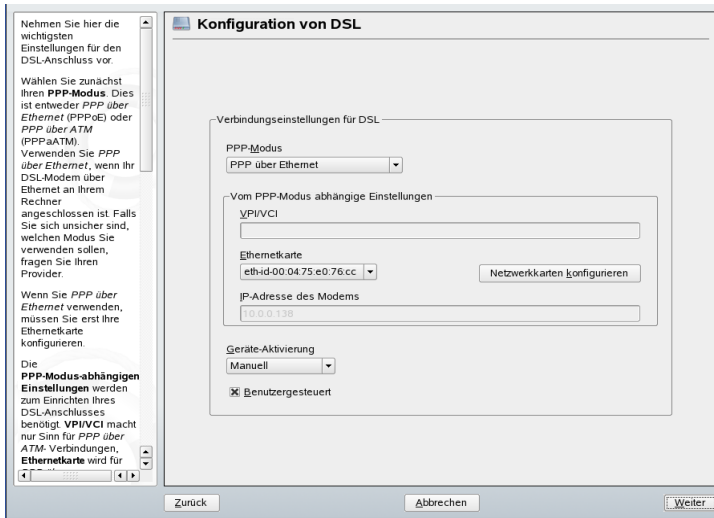 Nehmen Sie hier die
wichtigsten
Einstellungen für den
DSL-Anschluss vor.
Wählen Sie zunächst
Ihren PPP-Modus. Dies
ist entweder PPP über
Ethernet (PPPoE) oder
PPP über ATM
(PPPaATM).
Verwenden Sie PPP
über Ethernet, wenn Ihr
DSL-Modem über
Ethernet an Ihrem
Rechner
angeschlossen ist. Falls
Sie sich unsicher sind,
welchen Modus Sie
verwenden sollen,
fragen Sie Ihren
Provider.
Wenn Sie PPP über
Ethernet verwenden,
müssen Sie erst Ihre
Ethernetkarte
konfigurieren.
Die
PPP-Modus-abhängigen
Einstellungen werden
zum Einrichten Ihres
DSL-Anschlusses
benötigt. VPI/VCI macht
nur Sinn für PPP über
ATM- Verbindungen,
Ethernetkarte wird für
Konfiguration von DSL
Verbindungseinstellungen für DSL
PPP-Modus
PPP über Ethernet
Vom PPP-Modus abhängige Einstellungen
VPI/VCI
Ethernetkarte
eth-id-00:04:75:e0:76:cc
Netzwerkkarten konfigurieren
IP-Adresse des Modems
10.0.0.138
Geräte-Aktivierung
Manuell
Benutzergesteuert
Zurück
Abbrechen
Weiter